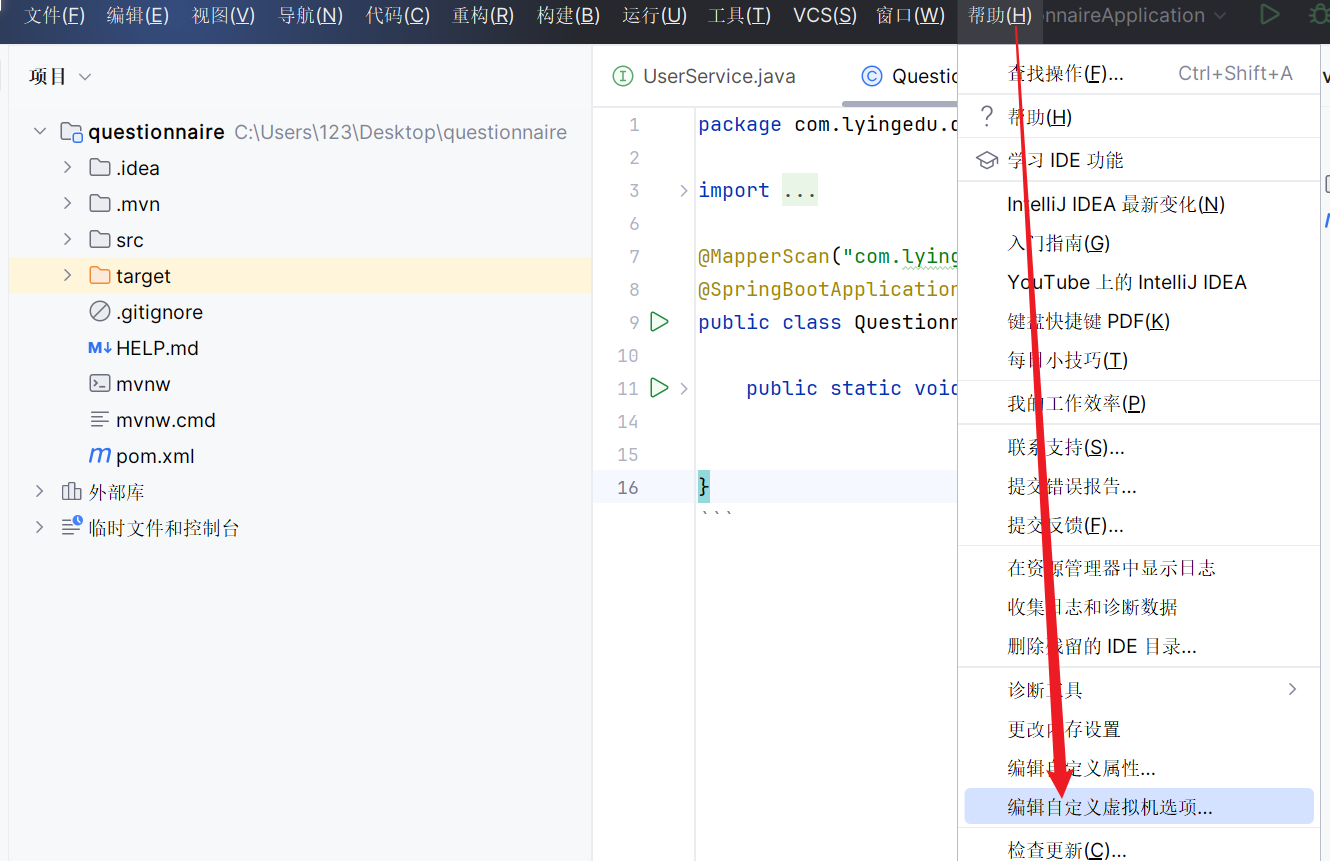 文件(F) 编辑(E) 视图(V) 导航(N) 代码(C) 重构(R) 构建(B) 运行(U) 工具(T) VCS(S) 窗口(W) 帮助(H) nnaireApplication
项目
questionnaire C:\Users\123\Desktop\questionnaire
.idea
.mvn
src
target
.gitignore
HELP.md
mvnw
mvnw.cmd
pom.xml
外部库
临时文件和控制台
UserService.java Questio
1 package com.lyingedu.q
2
3 import ...
6
7 @MapperScan("com.lying
8 @SpringBootApplication
9 public class Questionn
10
11 public static void
14
15
16 }
```
查找操作(F)... Ctrl+Shift+A
帮助(H)
学习 IDE 功能
IntelliJ IDEA 最新变化(N)
入门指南(G)
YouTube 上的 IntelliJ IDEA
键盘快捷键 PDF(K)
每日小技巧(T)
我的工作效率(P)
联系支持(S)...
提交错误报告...
提交反馈(F)...
在资源管理器中显示日志
收集日志和诊断数据
删除残留的 IDE 目录...
诊断工具
更改内存设置
编辑自定义属性...
编辑自定义虚拟机选项...
检查更新(C)...